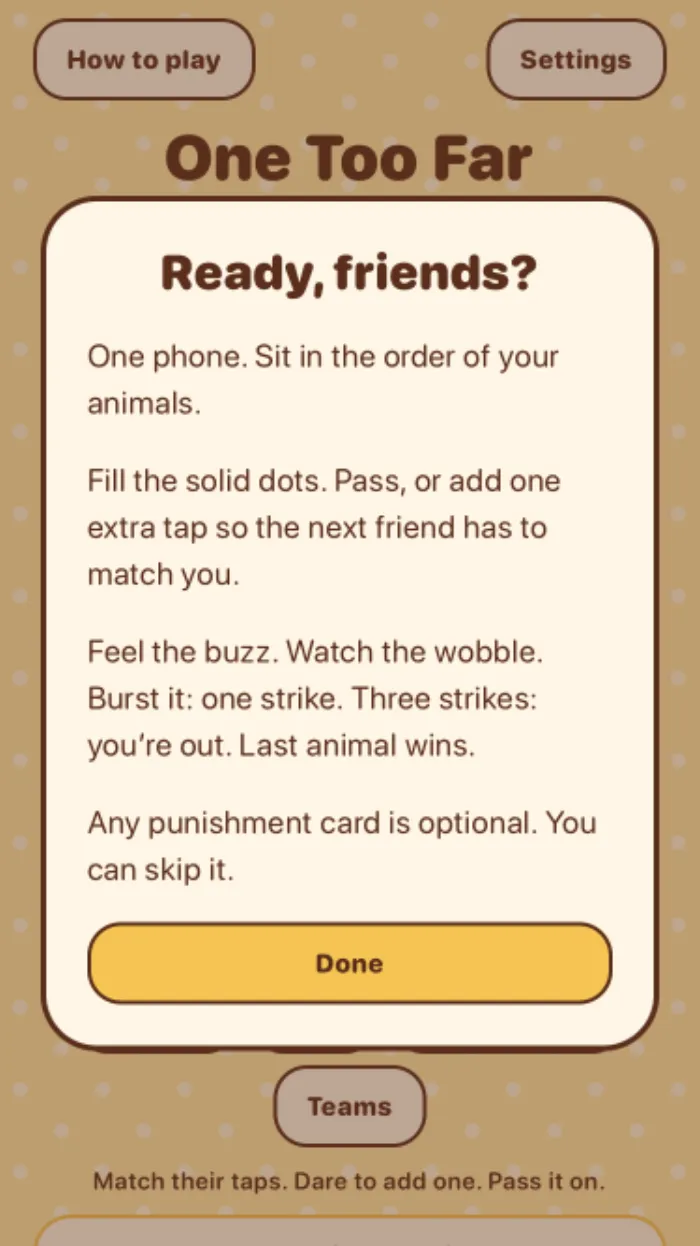 How to play
Settings
One Too Far
Ready, friends?
One phone. Sit in the order of your
animals.
Fill the solid dots. Pass, or add one
extra tap so the next friend has to
match you.
Feel the buzz. Watch the wobble.
Burst it: one strike. Three strikes:
you’re out. Last animal wins.
Any punishment card is optional. You
can skip it.
Done
Teams
Match their taps. Dare to add one. Pass it on.